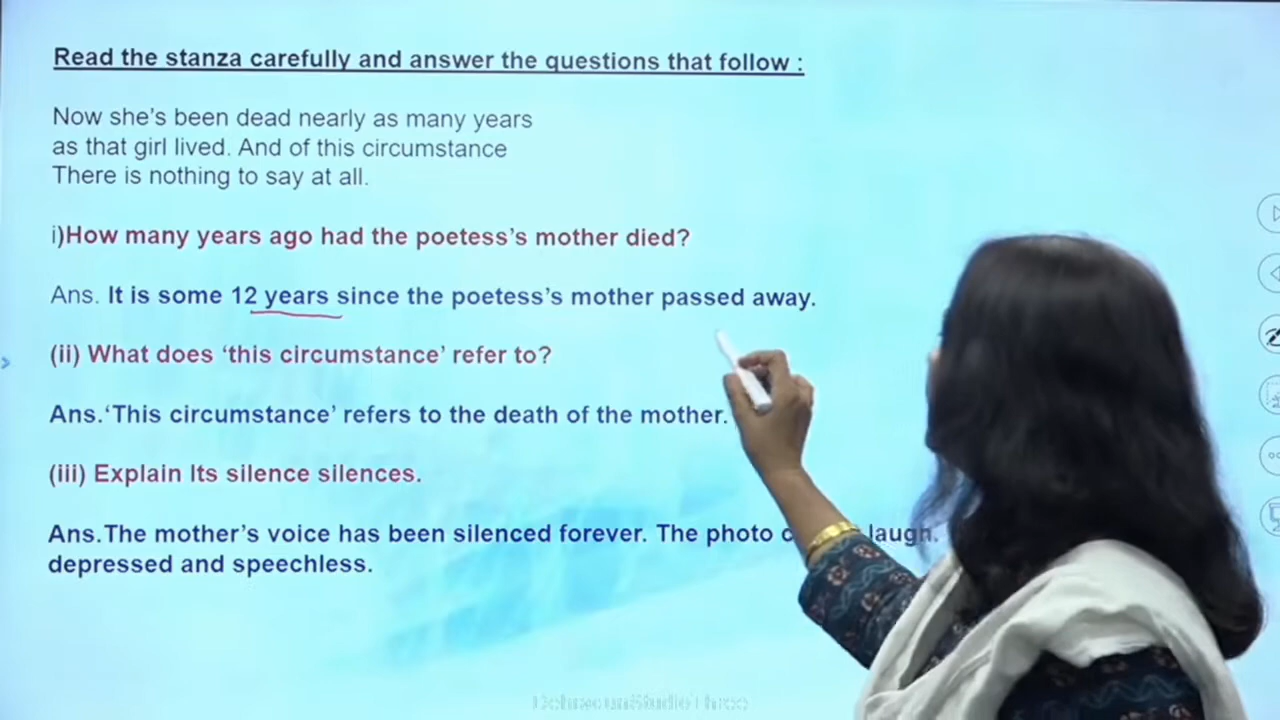 Read the stanza carefully and answer the questions that follow :
Now she's been dead nearly as many years
as that girl lived. And of this circumstance
There is nothing to say at all.
i)How many years ago had the poetess's mother died?
Ans. It is some 12 years since the poetess's mother passed away.
(ii) What does 'this circumstance' refer to?
Ans.'This circumstance' refers to the death of the mother.
(iii) Explain Its silence silences.
Ans.The mother's voice has been silenced forever. The photo laugh.
depressed and speechless.